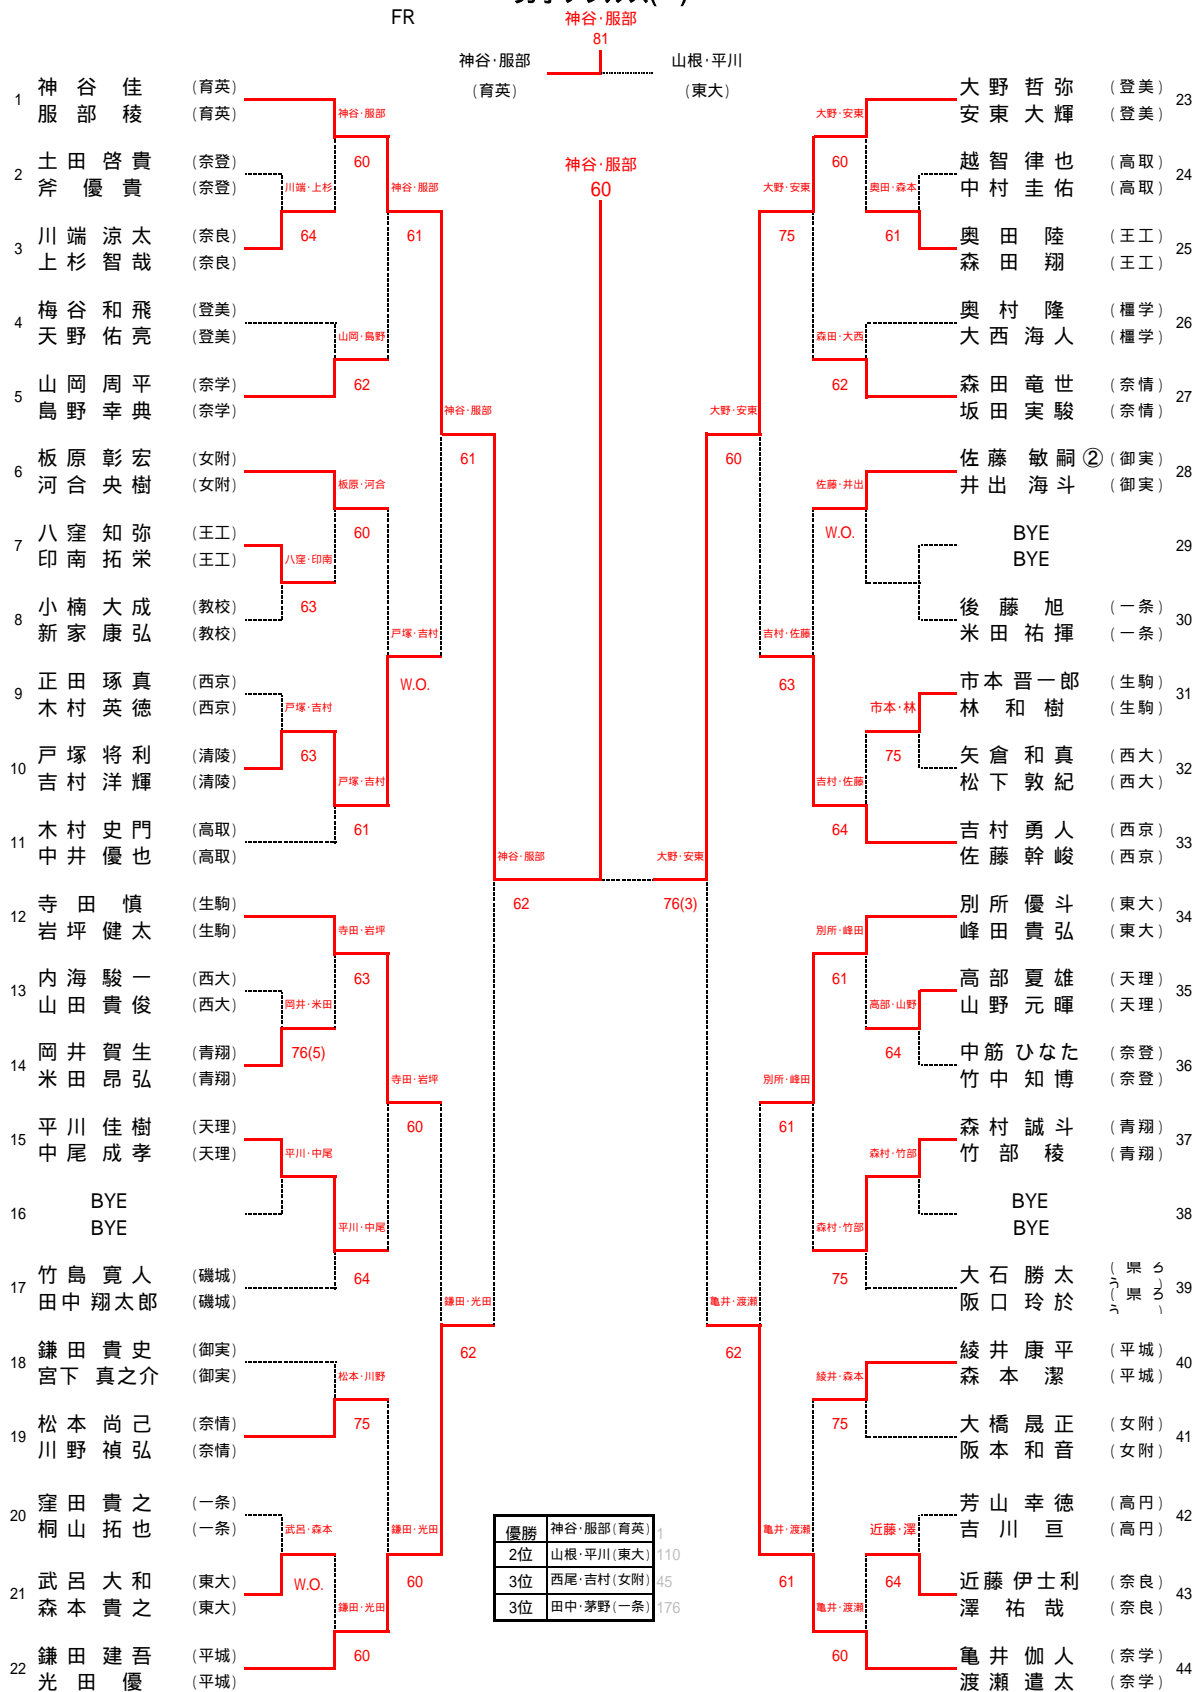 FR
神谷・服部
81
神谷・服部
(育英)
山根・平川
(東大)
神谷・服部
60
1 神谷 佳 (育英)
服部 稜 (育英)
2 土田 啓貴 (奈登)
斧 優貴 (奈登)
3 川端 涼太 (奈良)
上杉 智哉 (奈良)
4 梅谷 和飛 (登美)
天野 佑亮 (登美)
5 山岡 周平 (奈学)
島野 幸典 (奈学)
6 板原 彰宏 (女附)
河合 央樹 (女附)
7 八窪 知弥 (王工)
印南 拓栄 (王工)
8 小楠 大成 (教校)
新家 康弘 (教校)
9 正田 琢真 (西京)
木村 英徳 (西京)
10 戸塚 将利 (清陵)
吉村 洋輝 (清陵)
11 木村 史門 (高取)
中井 優也 (高取)
12 寺田 慎 (生駒)
岩坪 健太 (生駒)
13 内海 駿一 (西大)
山田 貴俊 (西大)
14 岡井 賀生 (青翔)
米田 昂弘 (青翔)
15 平川 佳樹 (天理)
中尾 成孝 (天理)
16 BYE
BYE
17 竹島 寛人 (磯城)
田中 翔太郎 (磯城)
18 鎌田 貴史 (御実)
宮下 真之介 (御実)
19 松本 尚己 (奈情)
川野 禎弘 (奈情)
20 窪田 貴之 (一条)
桐山 拓也 (一条)
21 武呂 大和 (東大)
森本 貴之 (東大)
22 鎌田 建吾 (平城)
光田 優 (平城)
神谷・服部
60
川端・上杉
64
神谷・服部
61
山岡・島野
62
神谷・服部
61
板原・河合
60
八窪・印南
63
戸塚・吉村
W.O.
戸塚・吉村
63
戸塚・吉村
61
神谷・服部
62
寺田・岩坪
63
岡井・米田
76(5)
寺田・岩坪
60
平川・中尾
平川・中尾
64
鎌田・光田
62
松本・川野
75
武呂・森本
W.O.
鎌田・光田
60
鎌田・光田
60
大野・安東
60
奥田・森本
61
大野・安東
75
森田・大西
62
大野・安東
60
佐藤・井出
W.O.
吉村・佐藤
63
市本・林
75
吉村・佐藤
64
大野・安東
76(3)
別所・峰田
61
高部・山野
64
別所・峰田
61
森村・竹部
森村・竹部
75
亀井・渡瀬
62
綾井・森本
75
亀井・渡瀬
61
近藤・澤
64
亀井・渡瀬
60
大野 哲弥 (登美) 23
安東 大輝 (登美)
越智 律也 (高取) 24
中村 圭佑 (高取)
奥田 陸 (王工) 25
森田 翔 (王工)
奥村 隆 (橿学) 26
大西 海人 (橿学)
森田 竜世 (奈情) 27
坂田 実駿 (奈情)
佐藤 敏嗣② (御実) 28
井出 海斗 (御実)
BYE 29
BYE
後藤 旭 (一条) 30
米田 祐揮 (一条)
市本 晋一郎 (生駒) 31
林 和樹 (生駒)
矢倉 和真 (西大) 32
松下 敦紀 (西大)
吉村 勇人 (西京) 33
佐藤 幹峻 (西京)
別所 優斗 (東大) 34
峰田 貴弘 (東大)
高部 夏雄 (天理) 35
山野 元暉 (天理)
中筋 ひなた (奈登) 36
竹中 知博 (奈登)
森村 誠斗 (青翔) 37
竹部 稜 (青翔)
BYE 38
BYE
大石 勝太 (県ろう) 39
阪口 玲於 (県ろう)
綾井 康平 (平城) 40
森本 潔 (平城)
大橋 晟正 (女附) 41
阪本 和音 (女附)
芳山 幸徳 (高円) 42
吉川 亘 (高円)
近藤 伊士利 (奈良) 43
澤 祐哉 (奈良)
亀井 伽人 (奈学) 44
渡瀬 遣太 (奈学)
優勝 神谷・服部(育英) 1
2位 山根・平川(東大) 110
3位 西尾・吉村(女附) 45
3位 田中・茅野(一条) 176